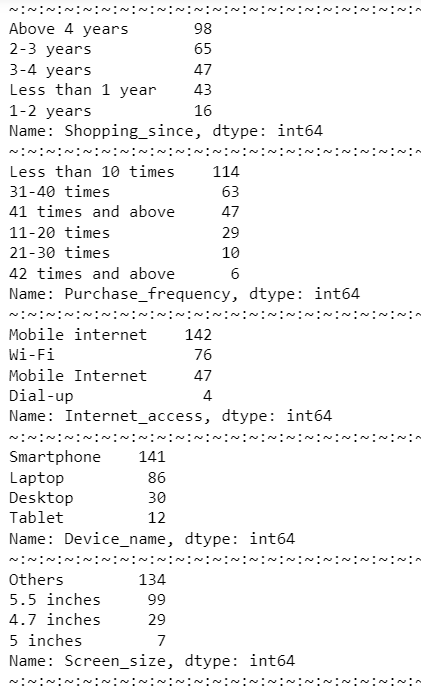 ~:~:~:~:~:~:~:~:~:~:~:~:~:~:~:~:~:~:~:~:~:~:~:~:~:~
Above 4 years 98
2-3 years 65
3-4 years 47
Less than 1 year 43
1-2 years 16
Name: Shopping_since, dtype: int64
~:~:~:~:~:~:~:~:~:~:~:~:~:~:~:~:~:~:~:~:~:~:~:~:~:~
Less than 10 times 114
31-40 times 63
41 times and above 47
11-20 times 29
21-30 times 10
42 times and above 6
Name: Purchase_frequency, dtype: int64
~:~:~:~:~:~:~:~:~:~:~:~:~:~:~:~:~:~:~:~:~:~:~:~:~:~
Mobile internet 142
Wi-Fi 76
Mobile Internet 47
Dial-up 4
Name: Internet_access, dtype: int64
~:~:~:~:~:~:~:~:~:~:~:~:~:~:~:~:~:~:~:~:~:~:~:~:~:~
Smartphone 141
Laptop 86
Desktop 30
Tablet 12
Name: Device_name, dtype: int64
~:~:~:~:~:~:~:~:~:~:~:~:~:~:~:~:~:~:~:~:~:~:~:~:~:~
Others 134
5.5 inches 99
4.7 inches 29
5 inches 7
Name: Screen_size, dtype: int64
~:~:~:~:~:~:~:~:~:~:~:~:~:~:~:~:~:~:~:~:~:~:~:~:~:~